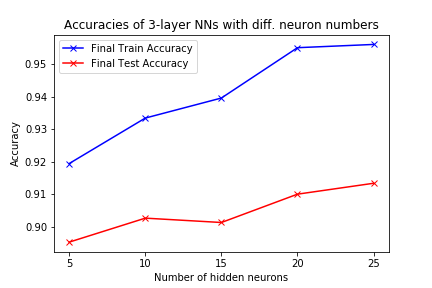 Accuracies of 3-layer NNs with diff. neuron numbers
Final Train Accuracy
Final Test Accuracy
Accuracy
0.95
0.94
0.93
0.92
0.91
0.90
5 10 15 20 25
Number of hidden neurons